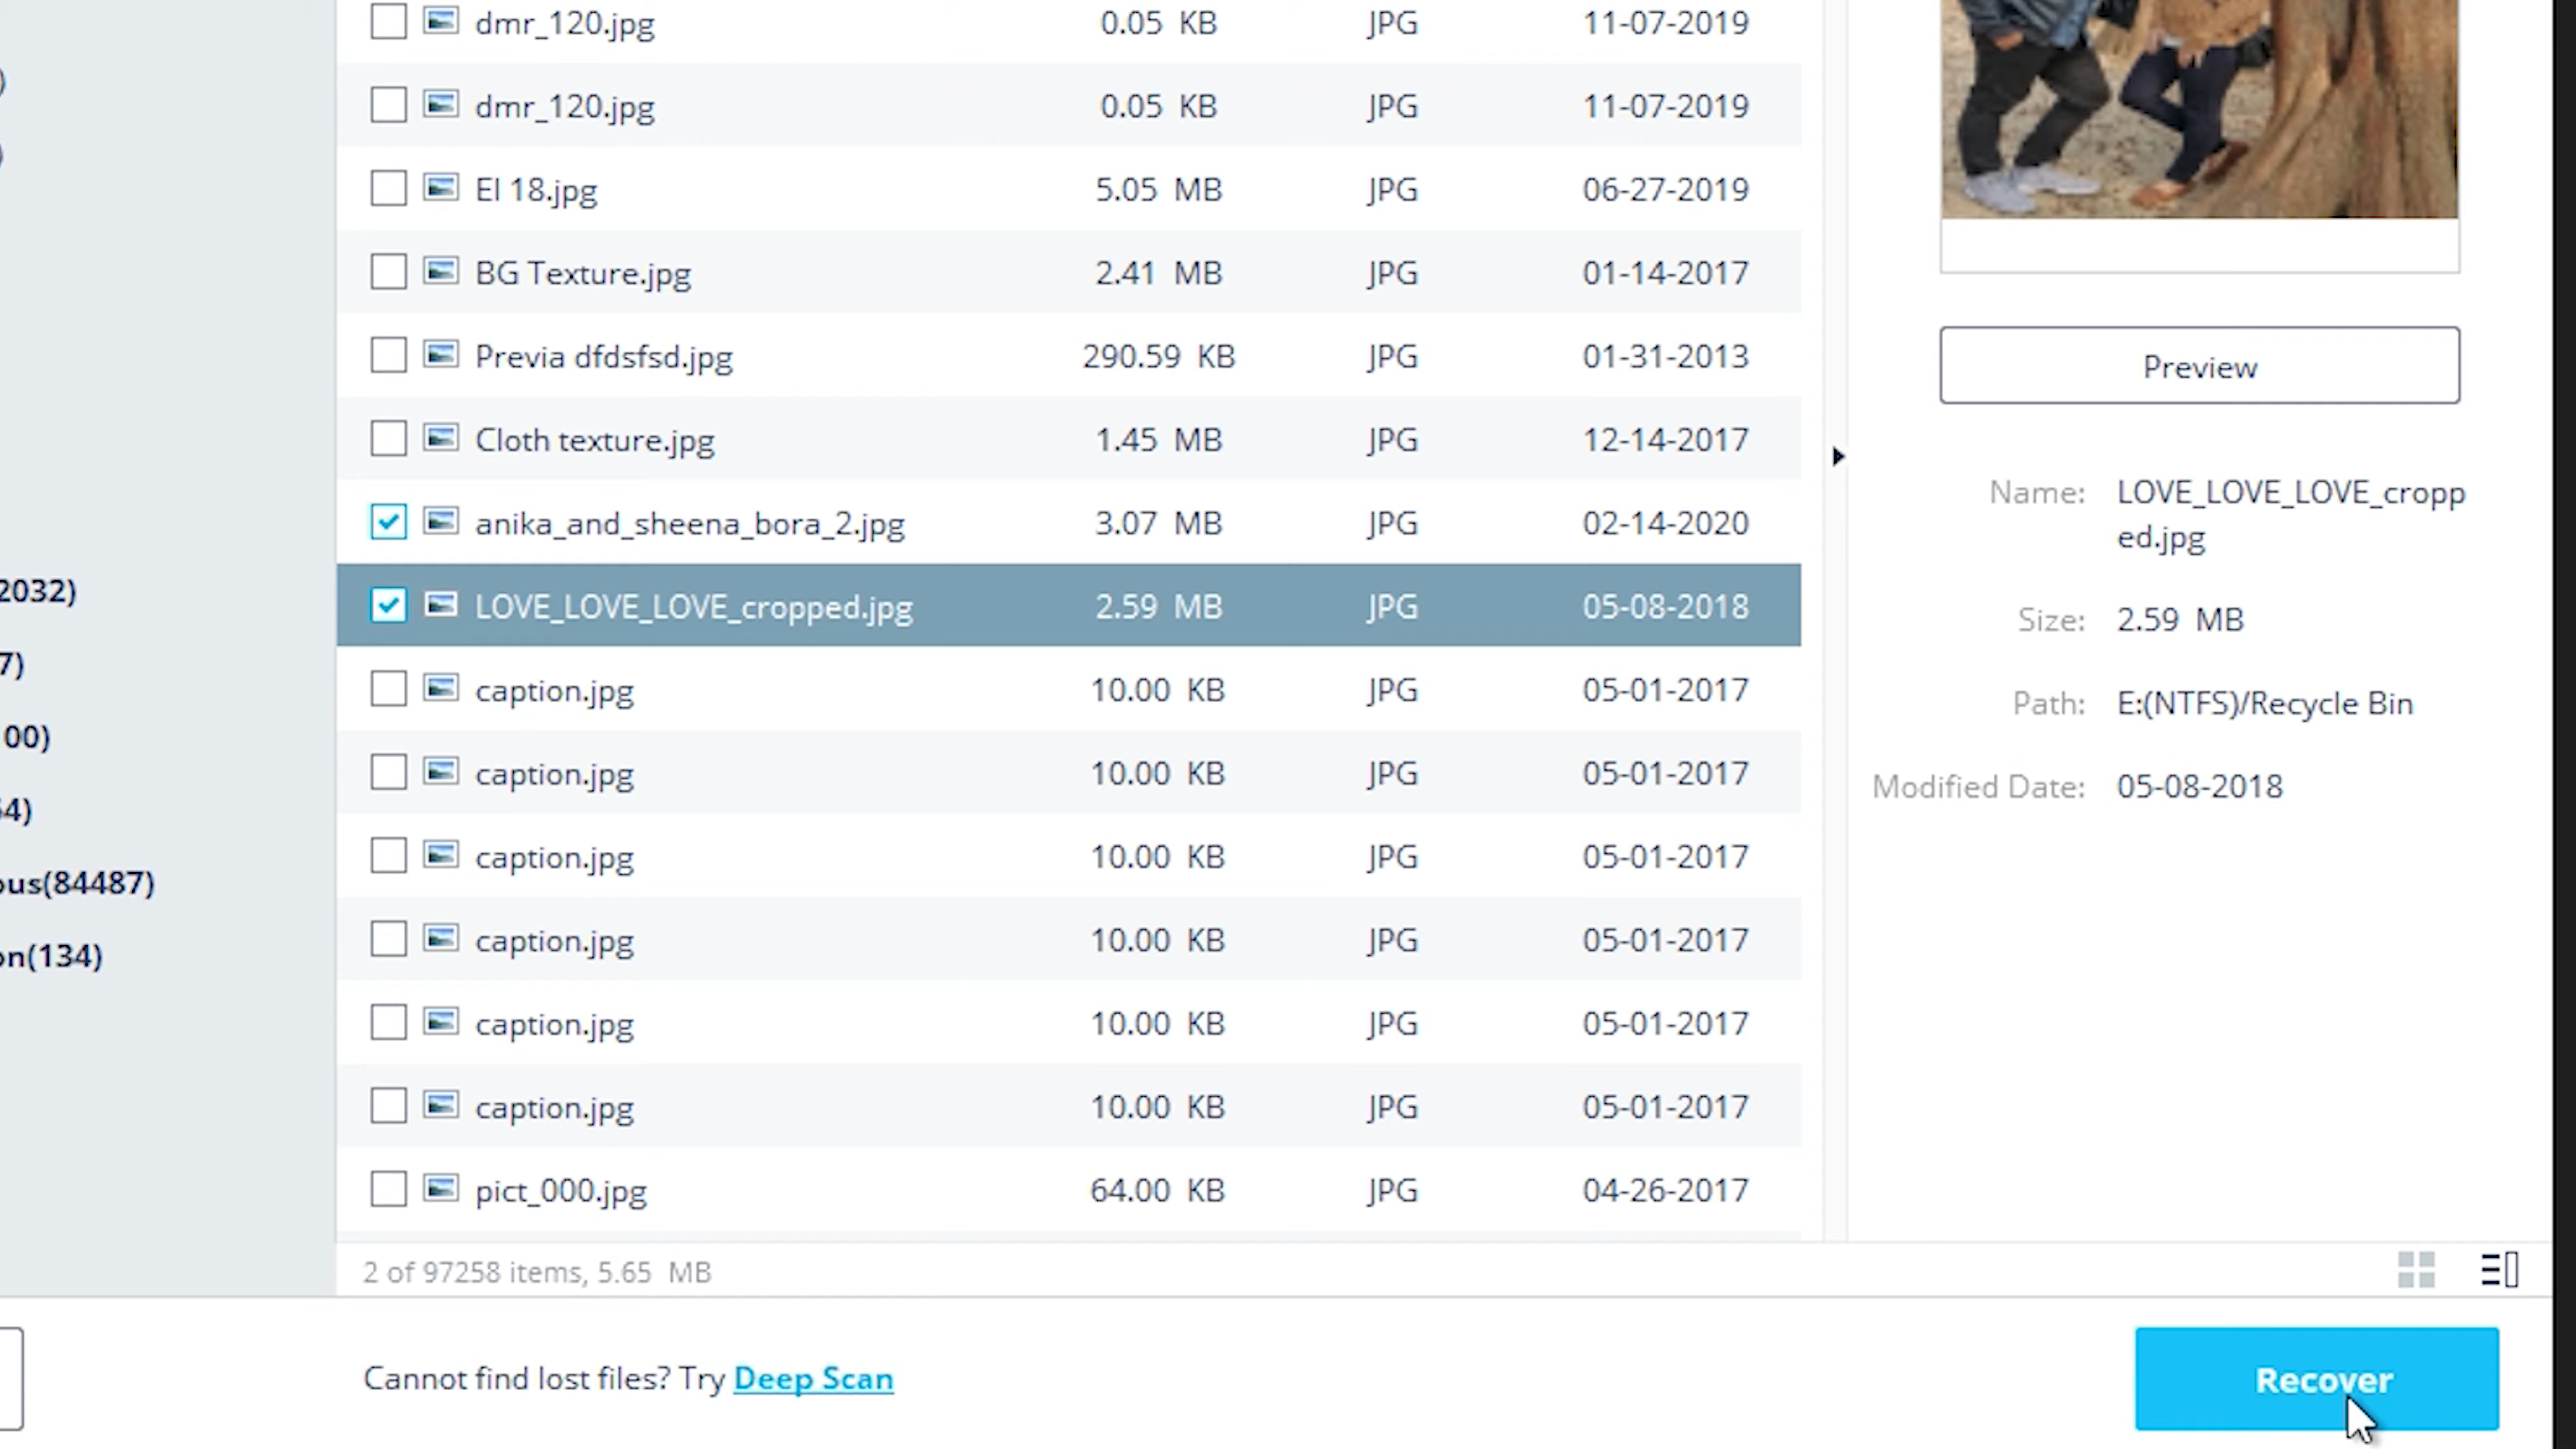 dmr_120.jpg 0.05 KB JPG 11-07-2019
dmr_120.jpg 0.05 KB JPG 11-07-2019
El 18.jpg 5.05 MB JPG 06-27-2019
BG Texture.jpg 2.41 MB JPG 01-14-2017
Previa dfdsfsd.jpg 290.59 KB JPG 01-31-2013
Cloth texture.jpg 1.45 MB JPG 12-14-2017
anika_and_sheena_bora_2.jpg 3.07 MB JPG 02-14-2020
LOVE_LOVE_LOVE_cropped.jpg 2.59 MB JPG 05-08-2018
caption.jpg 10.00 KB JPG 05-01-2017
caption.jpg 10.00 KB JPG 05-01-2017
caption.jpg 10.00 KB JPG 05-01-2017
caption.jpg 10.00 KB JPG 05-01-2017
caption.jpg 10.00 KB JPG 05-01-2017
caption.jpg 10.00 KB JPG 05-01-2017
pict_000.jpg 64.00 KB JPG 04-26-2017
2 of 97258 items, 5.65 MB
Cannot find lost files? Try Deep Scan
2032)
7)
00)
4)
ous(84487)
on(134)
Preview
Name: LOVE_LOVE_LOVE_cropp
ed.jpg
Size: 2.59 MB
Path: E:(NTFS)/Recycle Bin
Modified Date: 05-08-2018
Recover